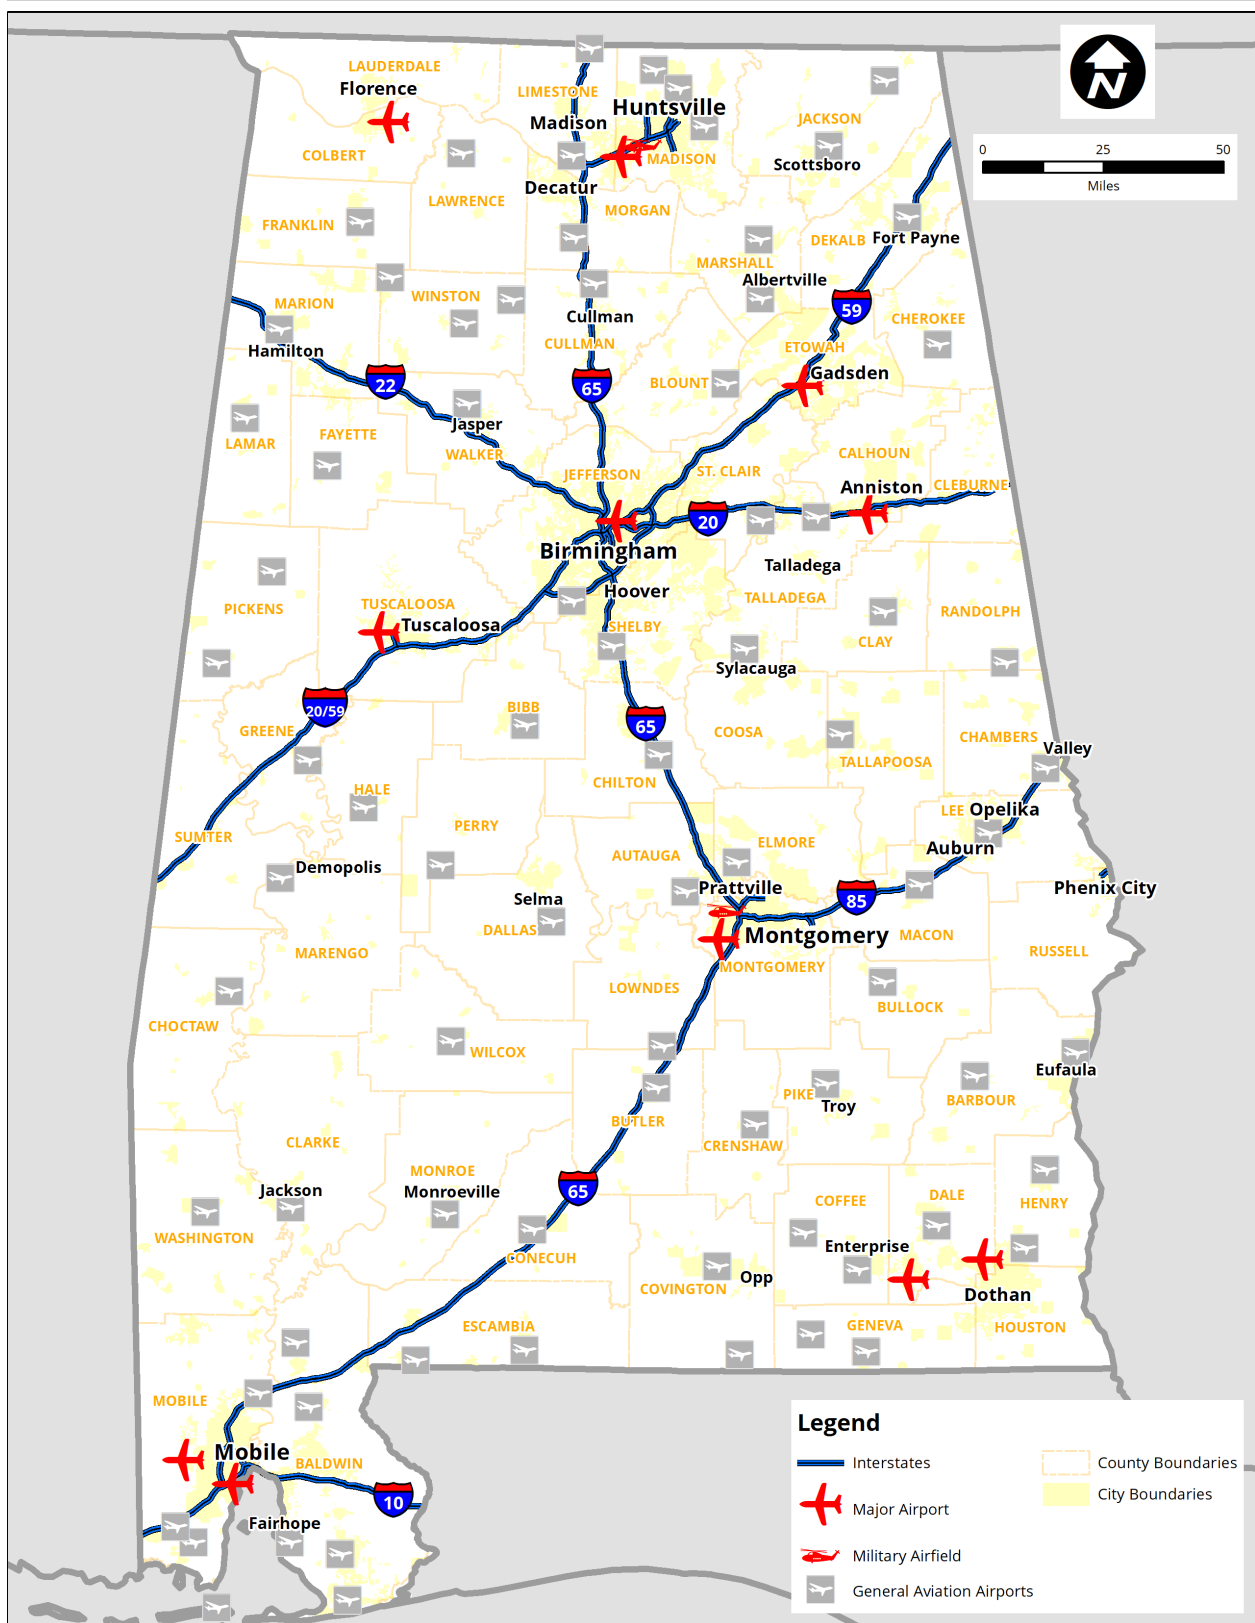 LAUDERDALE
Florence
LIMESTONE
Huntsville
Madison
JACKSON
N
0 25 50
Miles
COLBERT
MADISON
Scottsboro
Decatur
LAWRENCE
MORGAN
FRANKLIN
DEKALB
Fort Payne
MARSHALL
Albertville
MARION
WINSTON
59
Cullman
CHEROKEE
CULLMAN
ETOWAH
Hamilton
22
65
BLOUNT
Gadsden
Jasper
LAMAR
FAYETTE
WALKER
CALHOUN
JEFFERSON
ST. CLAIR
Anniston
CLEBURNE
20
Birmingham
Talladega
Hoover
TALLADEGA
PICKENS
TUSCALOOSA
RANDOLPH
Tuscaloosa
SHELBY
CLAY
Sylacauga
20/59
BIBB
65
GREENE
COOSA
CHAMBERS
Valley
TALLAPOOSA
CHILTON
HALE
LEE
Opelika
PERRY
SUMTER
ELMORE
Auburn
AUTAUGA
Demopolis
Prattville
Phenix City
Selma
85
DALLAS
Montgomery
MACON
MARENGO
RUSSELL
MONTGOMERY
LOWNDES
BULLOCK
CHOCTAW
WILCOX
Eufaula
PIKE
Troy
BARBOUR
BUTLER
CLARKE
CRENSHAW
MONROE
Jackson
Monroeville
65
COFFEE
DALE
HENRY
WASHINGTON
Enterprise
CONECUH
Opp
COVINGTON
Dothan
ESCAMBIA
GENEVA
HOUSTON
MOBILE
Mobile
BALDWIN
10
Fairhope
Legend
Interstates
County Boundaries
City Boundaries
Major Airport
Military Airfield
General Aviation Airports